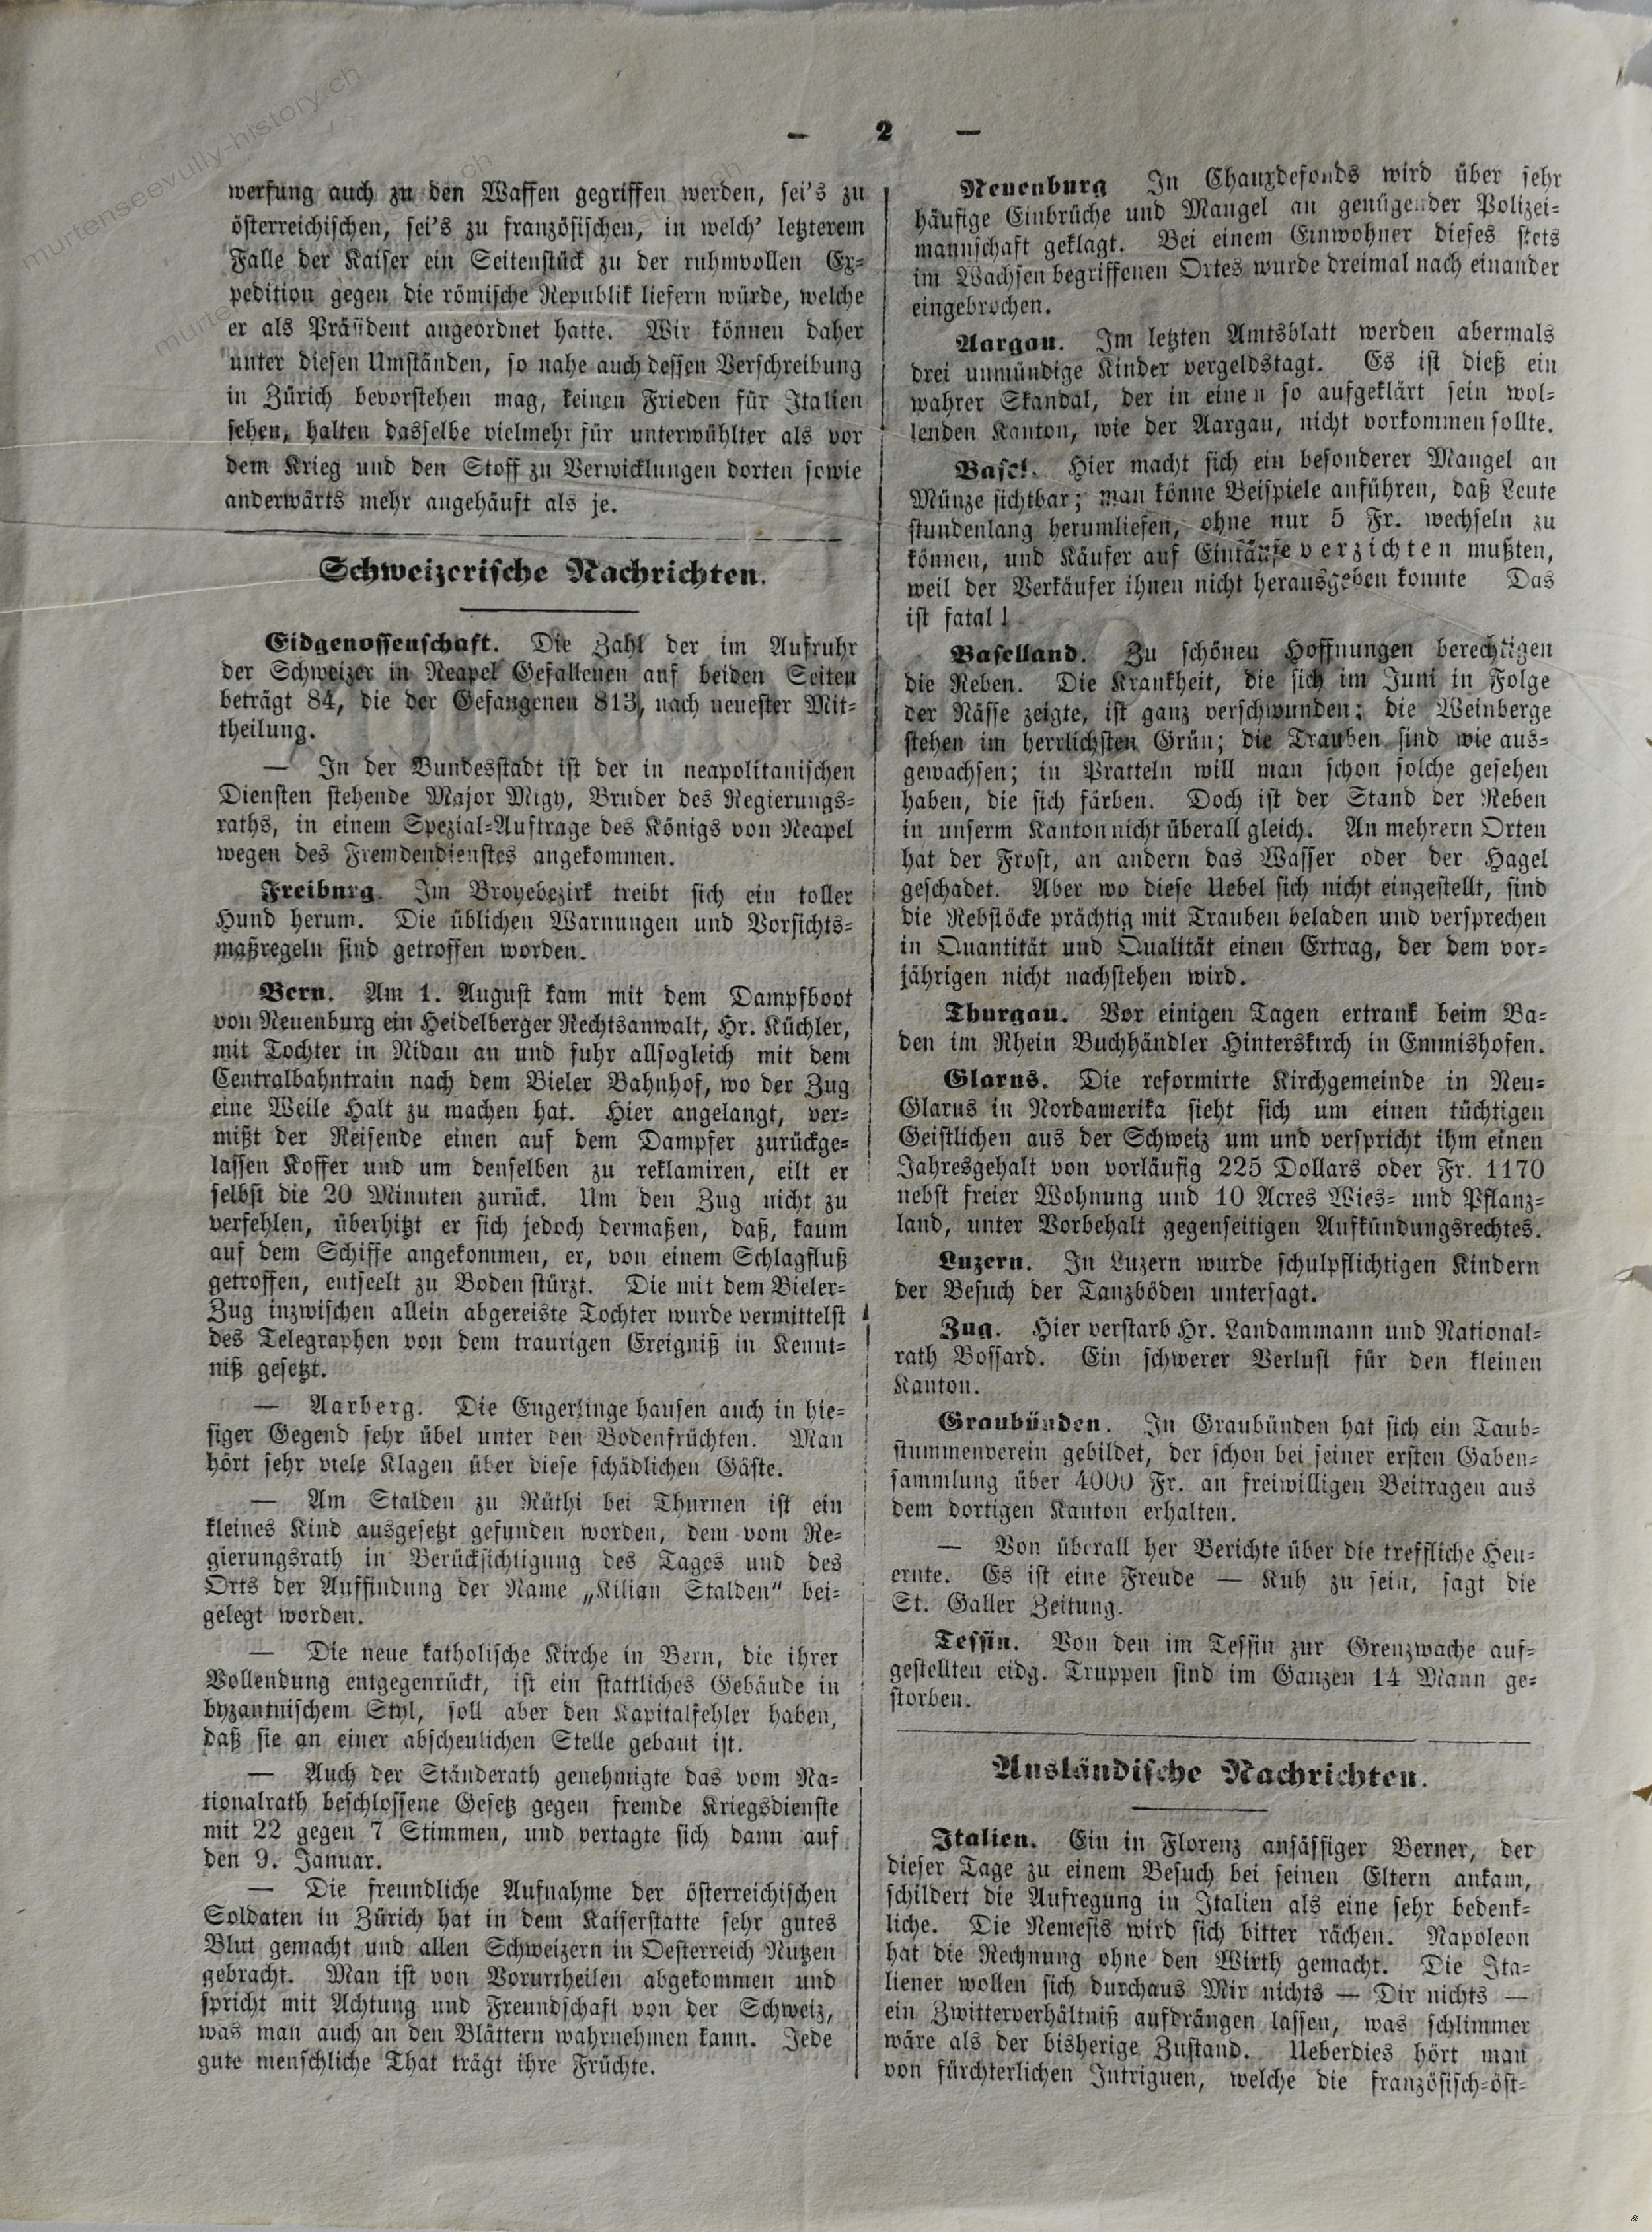 — 2 —
werfung auch zu den Waffen gegriffen werden, sei's zu
österreichischen, sei's zu französischen, in welch' letzterem
Falle der Kaiser ein Seitenstück zu der ruhmvollen Ex-
pedition gegen die römische Republik liefern würde, welche
er als Präsident angeordnet hatte. Wir können daher
unter diesen Umständen, so nahe auch dessen Verschreibung
in Zürich bevorstehen mag, keinen Frieden für Italien
sehen, halten dasselbe vielmehr für unterwühlter als vor
dem Krieg und den Stoff zu Verwicklungen dorten sowie
anderwärts mehr angehäuft als je.
Schweizerische Nachrichten.
Eidgenossenschaft. Die Zahl der im Aufruhr
der Schweizer in Neapel Gefallenen auf beiden Seiten
beträgt 84, die der Gefangenen 813, nach neuester Mit-
theilung.
— In der Bundesstadt ist der in neapolitanischen
Diensten stehende Major Migy, Bruder des Regierungs-
raths, in einem Spezial-Auftrage des Königs von Neapel
wegen des Fremdendienstes angekommen.
Freiburg. Im Broyebezirk treibt sich ein toller
Hund herum. Die üblichen Warnungen und Vorsichts-
maßregeln sind getroffen worden.
Bern. Am 1. August kam mit dem Dampfboot
von Neuenburg ein Heidelberger Rechtsanwalt, Hr. Küchler,
mit Tochter in Nidau an und fuhr allsogleich mit dem
Centralbahntrain nach dem Bieler Bahnhof, wo der Zug
eine Weile Halt zu machen hat. Hier angelangt, ver-
mißt der Reisende einen auf dem Dampfer zurückge-
lassen Koffer und um denselben zu reklamiren, eilt er
selbst die 20 Minuten zurück. Um den Zug nicht zu
verfehlen, überhitzt er sich jedoch dermaßen, daß, kaum
auf dem Schiffe angekommen, er, von einem Schlagfluß
getroffen, entseelt zu Boden stürzt. Die mit dem Bieler-
Zug inzwischen allein abgereiste Tochter wurde vermittelst
des Telegraphen von dem traurigen Ereigniß in Kennt-
niß gesetzt.
— Aarberg. Die Engerlinge hausen auch in hie-
siger Gegend sehr übel unter den Bodenfrüchten. Man
hört sehr viele Klagen über diese schädlichen Gäste.
— Am Stalden zu Rüthi bei Thurnen ist ein
kleines Kind ausgesetzt gefunden worden, dem vom Re-
gierungsrath in Berücksichtigung des Tages und des
Orts der Auffindung der Name „Kilian Stalden“ bei-
gelegt worden.
— Die neue katholische Kirche in Bern, die ihrer
Vollendung entgegenrückt, ist ein stattliches Gebäude in
byzantnischem Styl, soll aber den Kapitalfehler haben,
daß sie an einer abscheulichen Stelle gebaut ist.
— Auch der Ständerath genehmigte das vom Na-
tionalrath beschlossene Gesetz gegen fremde Kriegsdienste
mit 22 gegen 7 Stimmen, und vertagte sich dann auf
den 9. Januar.
— Die freundliche Aufnahme der österreichischen
Soldaten in Zürich hat in dem Kaiserstatte sehr gutes
Blut gemacht und allen Schweizern in Oesterreich Nutzen
gebracht. Man ist von Vorurtheilen abgekommen und
spricht mit Achtung und Freundschaft von der Schweiz,
was man auch an den Blättern wahrnehmen kann. Jede
gute menschliche That trägt ihre Früchte.
Neuenburg In Chauxdefonds wird über sehr
häufige Einbrüche und Mangel an genügender Polizei-
mannschaft geklagt. Bei einem Einwohner dieses stets
im Wachsen begriffenen Ortes wurde dreimal nach einander
eingebrochen.
Aargau. Im letzten Amtsblatt werden abermals
drei unmündige Kinder vergeldstagt. Es ist dieß ein
wahrer Skandal, der in einen so aufgeklärt sein wol-
lenden Kanton, wie der Aargau, nicht vorkommen sollte.
Basel. Hier macht sich ein besonderer Mangel an
Münze sichtbar; man könne Beispiele anführen, daß Leute
stundenlang herumliefen, ohne nur 5 Fr. wechseln zu
können, und Käufer auf Einkäufe verzichten mußten,
weil der Verkäufer ihnen nicht herausgeben konnte Das
ist fatal!
Baselland. Zu schönen Hoffnungen berechtigen
die Reben. Die Krankheit, die sich im Juni in Folge
der Nässe zeigte, ist ganz verschwunden; die Weinberge
stehen im herrlichsten Grün; die Trauben sind wie aus-
gewachsen; in Pratteln will man schon solche gesehen
haben, die sich färben. Doch ist der Stand der Reben
in unserm Kanton nicht überall gleich. An mehrern Orten
hat der Frost, an andern das Wasser oder der Hagel
geschadet. Aber wo diese Uebel sich nicht eingestellt, sind
die Rebstöcke prächtig mit Trauben beladen und versprechen
in Quantität und Qualität einen Ertrag, der dem vor-
jährigen nicht nachstehen wird.
Thurgau. Vor einigen Tagen ertrank beim Ba-
den im Rhein Buchhändler Hinterskirch in Emmishofen.
Glarus. Die reformirte Kirchgemeinde in Neu-
Glarus in Nordamerika sieht sich um einen tüchtigen
Geistlichen aus der Schweiz um und verspricht ihm einen
Jahresgehalt von vorläufig 225 Dollars oder Fr. 1170
nebst freier Wohnung und 10 Acres Wies- und Pflanz-
land, unter Vorbehalt gegenseitigen Aufkündungsrechtes.
Luzern. In Luzern wurde schulpflichtigen Kindern
der Besuch der Tanzböden untersagt.
Zug. Hier verstarb Hr. Landammann und National-
rath Bossard. Ein schwerer Verlust für den kleinen
Kanton.
Graubünden. In Graubünden hat sich ein Taub-
stummenverein gebildet, der schon bei seiner ersten Gaben-
sammlung über 4000 Fr. an freiwilligen Beitragen aus
dem dortigen Kanton erhalten.
— Von überall her Berichte über die treffliche Heu-
ernte. Es ist eine Freude — Kuh zu sein, sagt die
St. Galler Zeitung.
Tessin. Von den im Tessin zur Grenzwache auf-
gestellten eidg. Truppen sind im Ganzen 14 Mann ge-
storben.
Ausländische Nachrichten.
Italien. Ein in Florenz ansässiger Berner, der
dieser Tage zu einem Besuch bei seinen Eltern ankam,
schildert die Aufregung in Italien als eine sehr bedenk-
liche. Die Nemesis wird sich bitter rächen. Napoleon
hat die Rechnung ohne den Wirth gemacht. Die Ita-
liener wollen sich durchaus Mir nichts — Dir nichts —
ein Zwitterverhältniß aufdrängen lassen, was schlimmer
wäre als der bisherige Zustand. Ueberdies hört man
von fürchterlichen Intriguen, welche die französisch-öst-
murtenseevully-history.ch